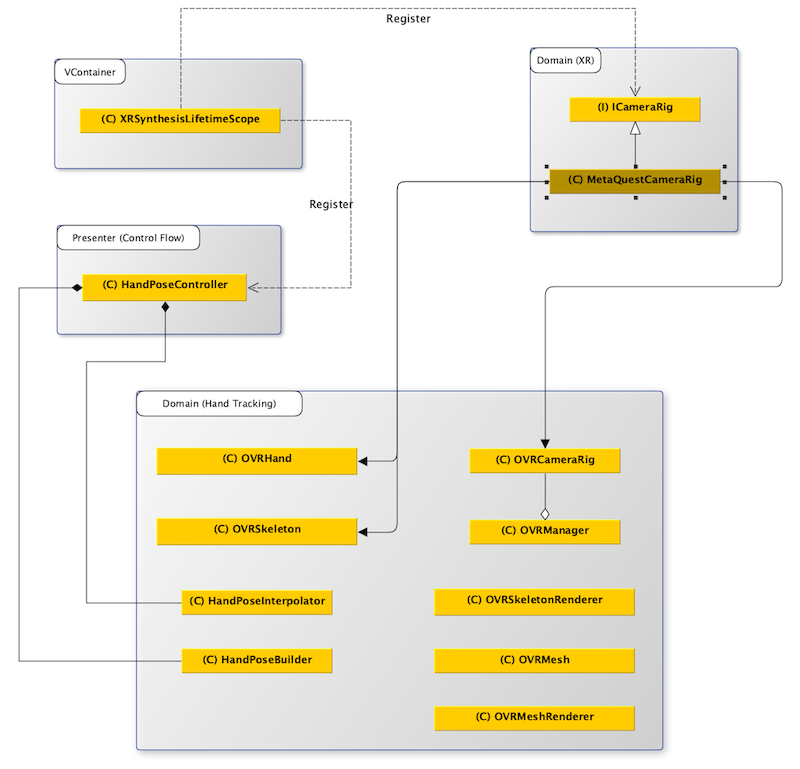 Register
VContainer
(C) XRSynthesisLifetimeScope
Domain (XR)
(I) ICameraRig
(C) MetaQuestCameraRig
Register
Presenter (Control Flow)
(C) HandPoseController
Domain (Hand Tracking)
(C) OVRHand
(C) OVRCameraRig
(C) OVRSkeleton
(C) OVRManager
(C) HandPoseInterpolator
(C) OVRSkeletonRenderer
(C) HandPoseBuilder
(C) OVRMesh
(C) OVRMeshRenderer